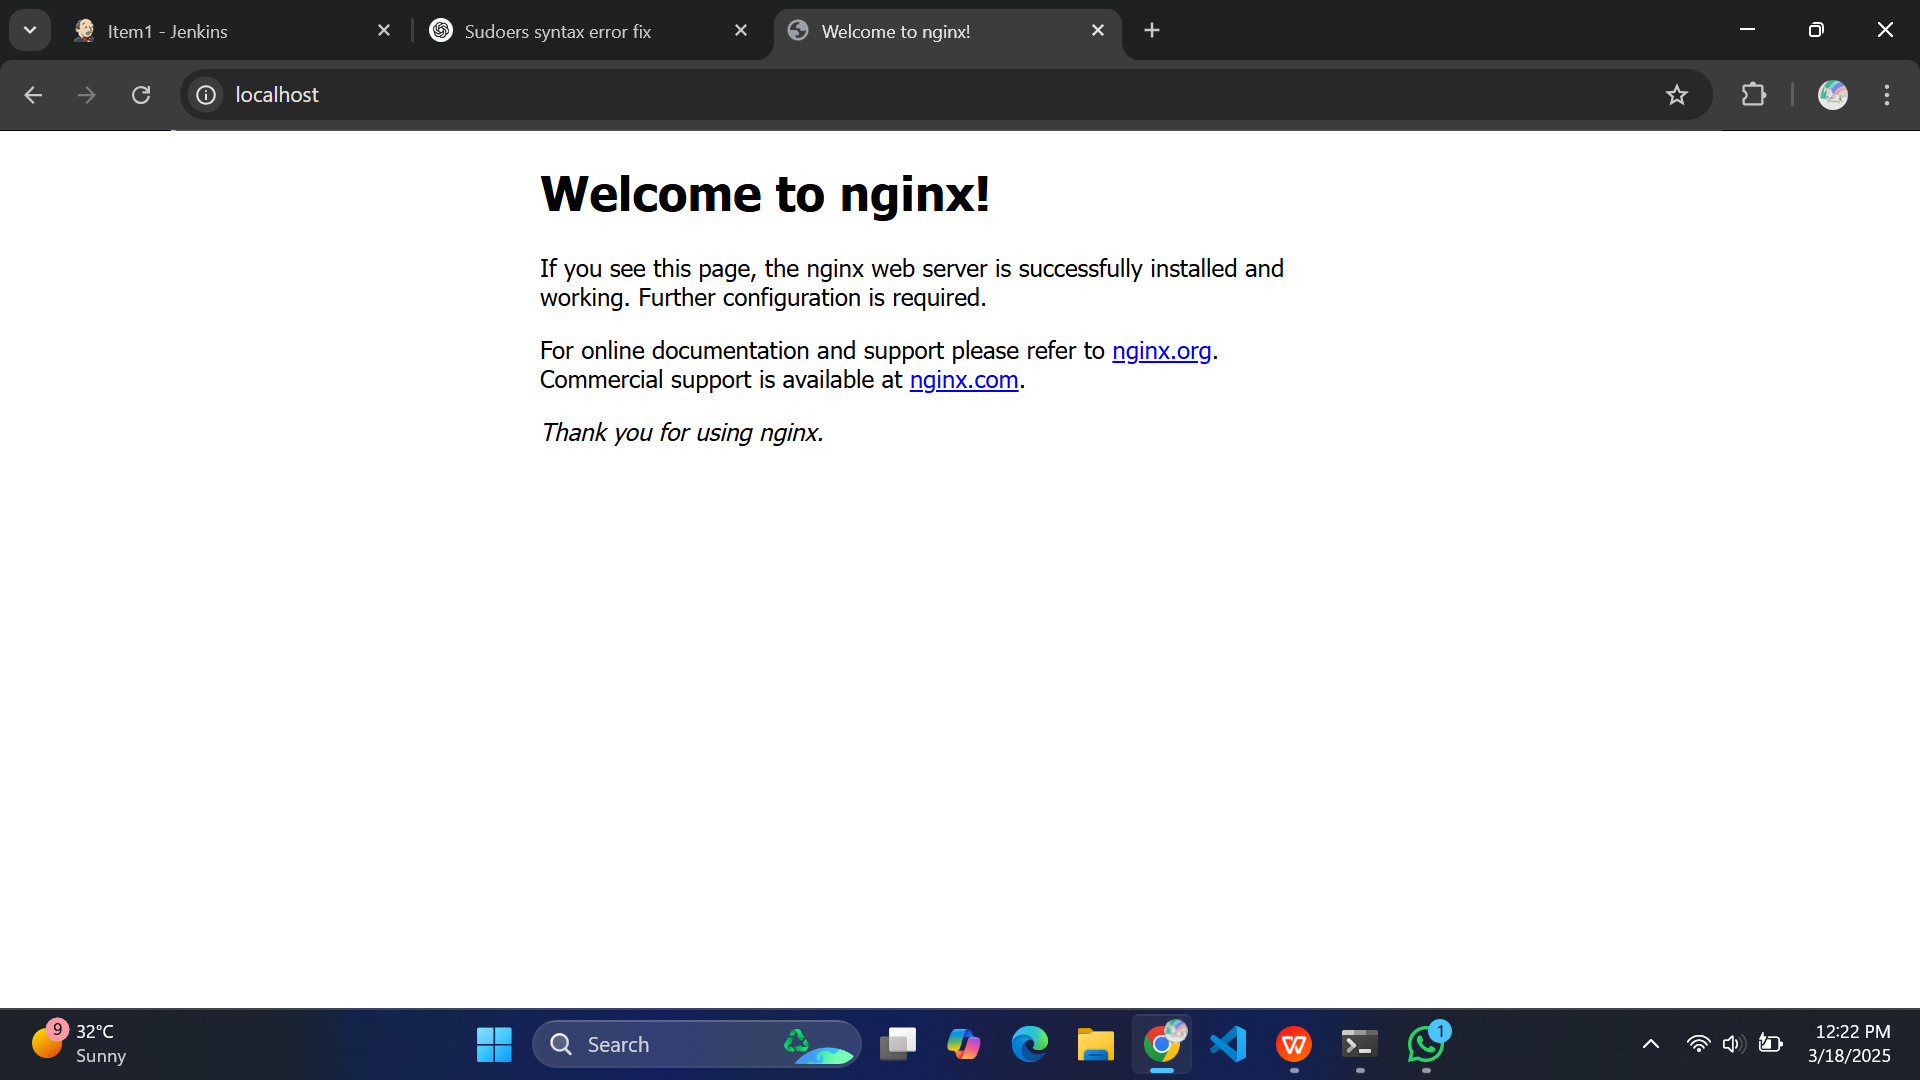 Item1 - Jenkins
Sudoers syntax error fix
Welcome to nginx!
localhost
Welcome to nginx!
If you see this page, the nginx web server is successfully installed and
working. Further configuration is required.
For online documentation and support please refer to nginx.org.
Commercial support is available at nginx.com.
Thank you for using nginx.
9
32°C
Sunny
Search
1
12:22 PM
3/18/2025